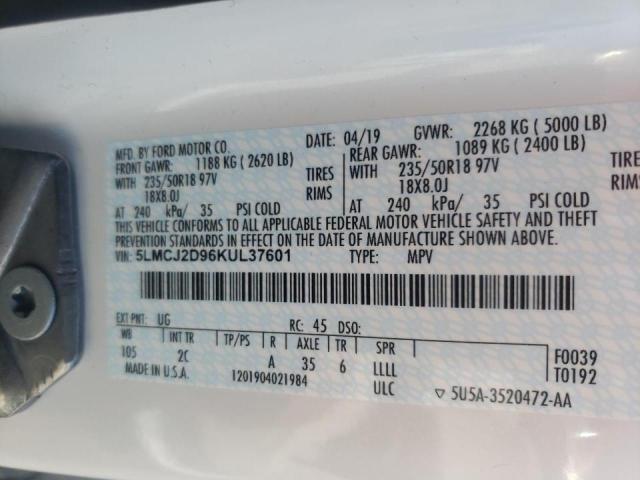 MFD. BY FORD MOTOR CO.
DATE: 04/19 GVWR: 2268 KG ( 5000 LB)
FRONT GAWR: 1188 KG ( 2620 LB) REAR GAWR: 1089 KG ( 2400 LB)
WITH 235/50R18 97V TIRES WITH 235/50R18 97V TIRES
18X8.0J RIMS 18X8.0J RIMS
AT 240 kPa/ 35 PSI COLD AT 240 kPa/ 35 PSI COLD
THIS VEHICLE CONFORMS TO ALL APPLICABLE FEDERAL MOTOR VEHICLE SAFETY AND THEFT
PREVENTION STANDARDS IN EFFECT ON THE DATE OF MANUFACTURE SHOWN ABOVE.
VIN: 5LMCJ2D96KUL37601 TYPE: MPV
EXT PNT: UG RC: 45 DSO:
WB INT TR TP/PS R AXLE TR SPR
105 2C A 35 6 LLLL F0039
MADE IN U.S.A. 1201904021984 ULC T0192
▽ 5U5A-3520472-AA